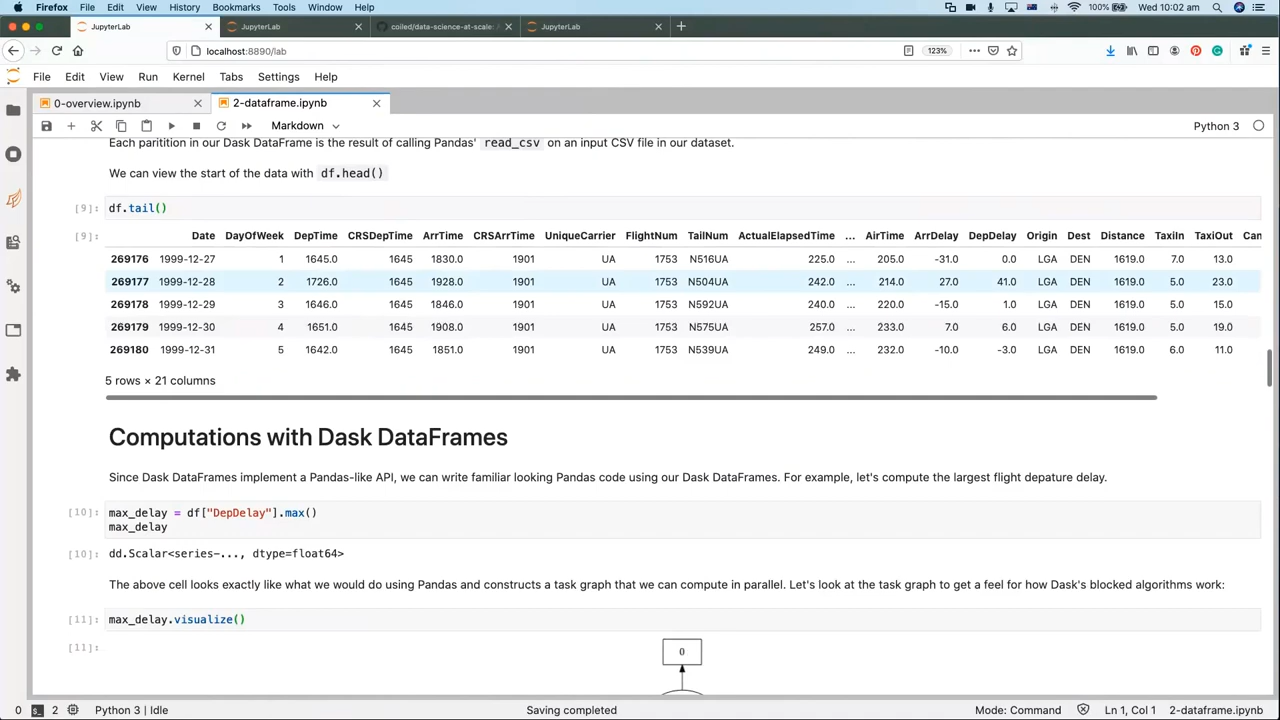 Firefox File Edit View History Bookmarks Tools Window Help 100% Wed 10:02 am
JupyterLab JupyterLab coiled/data-science-at-scale: A JupyterLab
localhost:8890/lab 123%
File Edit View Run Kernel Tabs Settings Help
0-overview.ipynb 2-dataframe.ipynb
Markdown Python 3
Each partition in our Dask DataFrame is the result of calling Pandas' read_csv on an input CSV file in our dataset.
We can view the start of the data with df.head()
[9]: df.tail()
[9]: Date DayOfWeek DepTime CRSDepTime ArrTime CRSArrTime UniqueCarrier FlightNum TailNum ActualElapsedTime ... AirTime ArrDelay DepDelay Origin Dest Distance TaxiIn TaxiOut Can
269176 1999-12-27 1 1645.0 1645 1830.0 1901 UA 1753 N516UA 225.0 ... 205.0 -31.0 0.0 LGA DEN 1619.0 7.0 13.0
269177 1999-12-28 2 1726.0 1645 1928.0 1901 UA 1753 N504UA 242.0 ... 214.0 27.0 41.0 LGA DEN 1619.0 5.0 23.0
269178 1999-12-29 3 1646.0 1645 1846.0 1901 UA 1753 N592UA 240.0 ... 220.0 -15.0 1.0 LGA DEN 1619.0 5.0 15.0
269179 1999-12-30 4 1651.0 1645 1908.0 1901 UA 1753 N575UA 257.0 ... 233.0 7.0 6.0 LGA DEN 1619.0 5.0 19.0
269180 1999-12-31 5 1642.0 1645 1851.0 1901 UA 1753 N539UA 249.0 ... 232.0 -10.0 -3.0 LGA DEN 1619.0 6.0 11.0
5 rows × 21 columns
Computations with Dask DataFrames
Since Dask DataFrames implement a Pandas-like API, we can write familiar looking Pandas code using our Dask DataFrames. For example, let's compute the largest flight depature delay.
[10]: max_delay = df["DepDelay"].max()
max_delay
[10]: dd.Scalar<series-..., dtype=float64>
The above cell looks exactly like what we would do using Pandas and constructs a task graph that we can compute in parallel. Let's look at the task graph to get a feel for how Dask's blocked algorithms work:
[11]: max_delay.visualize()
[11]: 0
0 2 Python 3 | Idle Saving completed Mode: Command Ln 1, Col 1 2-dataframe.ipynb